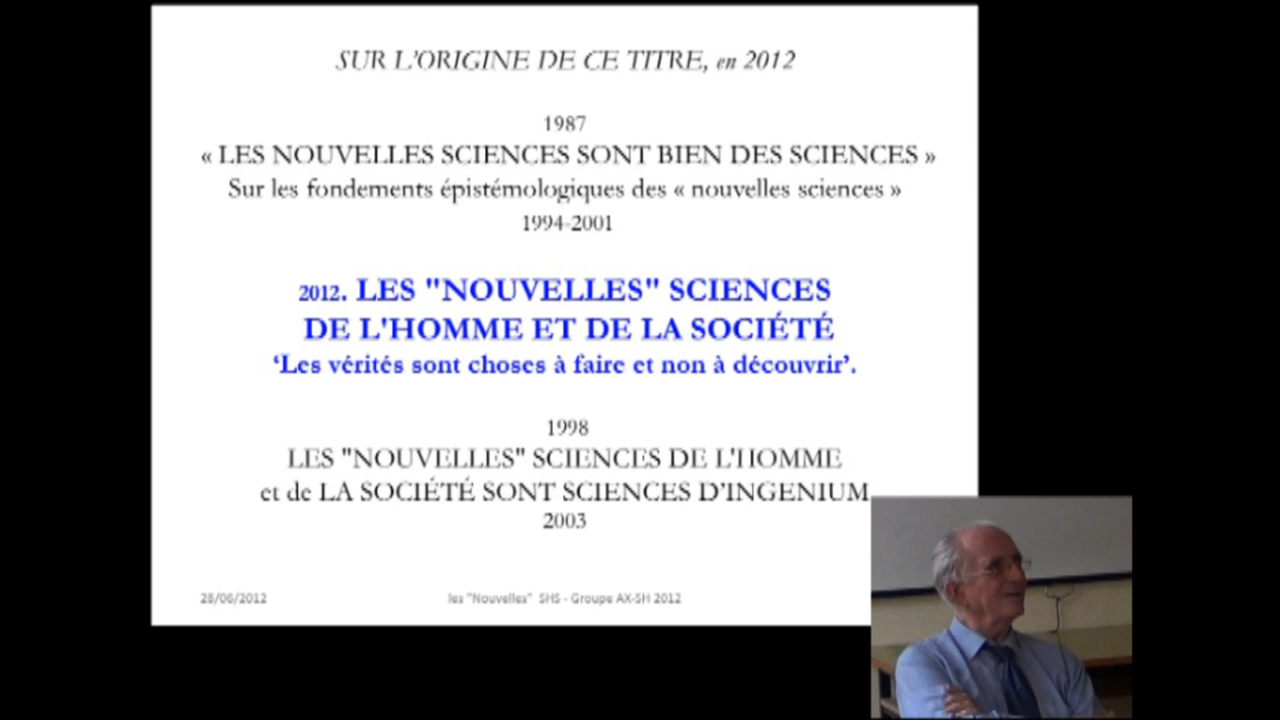 SUR L'ORIGINE DE CE TITRE, en 2012
1987
« LES NOUVELLES SCIENCES SONT BIEN DES SCIENCES »
Sur les fondements épistémologiques des « nouvelles sciences »
1994-2001
2012. LES "NOUVELLES" SCIENCES
DE L'HOMME ET DE LA SOCIÉTÉ
‘Les vérités sont choses à faire et non à découvrir’.
1998
LES "NOUVELLES" SCIENCES DE L'HOMME
et de LA SOCIÉTÉ SONT SCIENCES D’INGENIUM
2003
28/06/2012
les "Nouvelles" SHS - Groupe AX-SH 2012